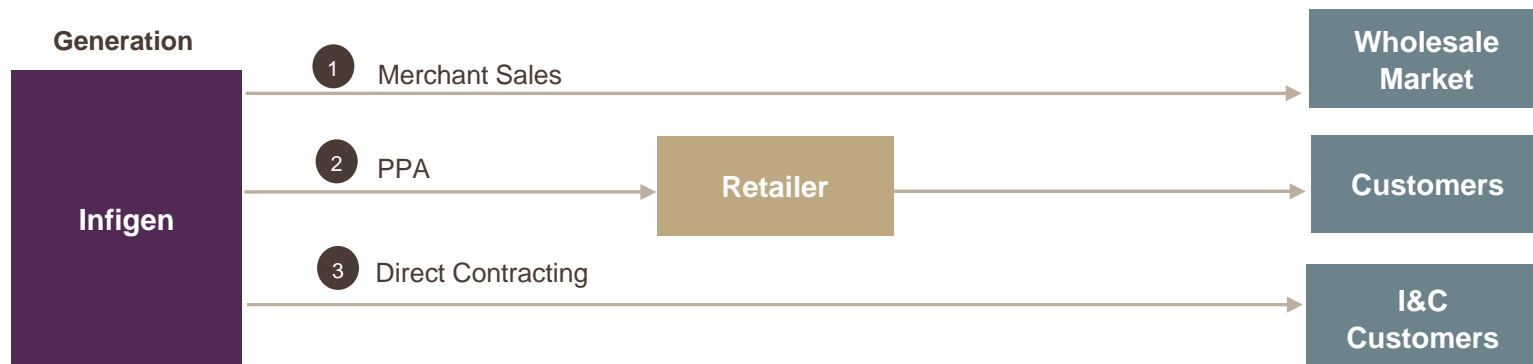 Generation
Infigen
1 Merchant Sales
Wholesale
Market
2 PPA
Retailer
Customers
3 Direct Contracting
I&C
Customers